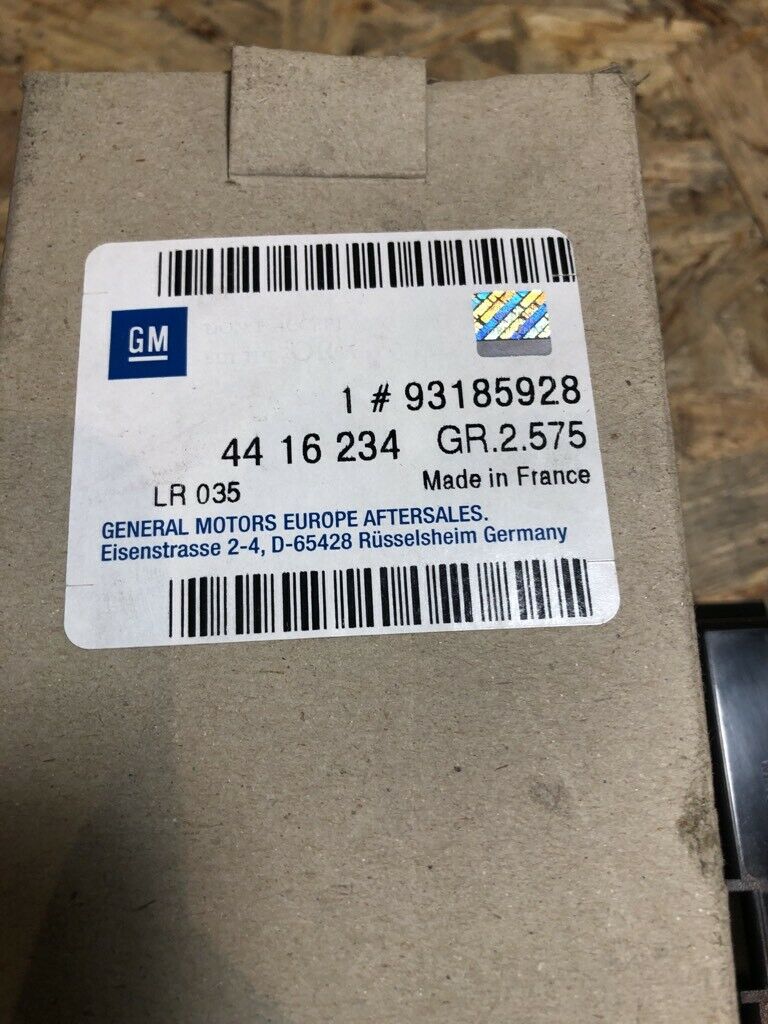 GM
1 # 93185928
44 16 234 GR.2.575
LR 035 Made in France
GENERAL MOTORS EUROPE AFTERSALES.
Eisenstrasse 2-4, D-65428 Rüsselsheim Germany